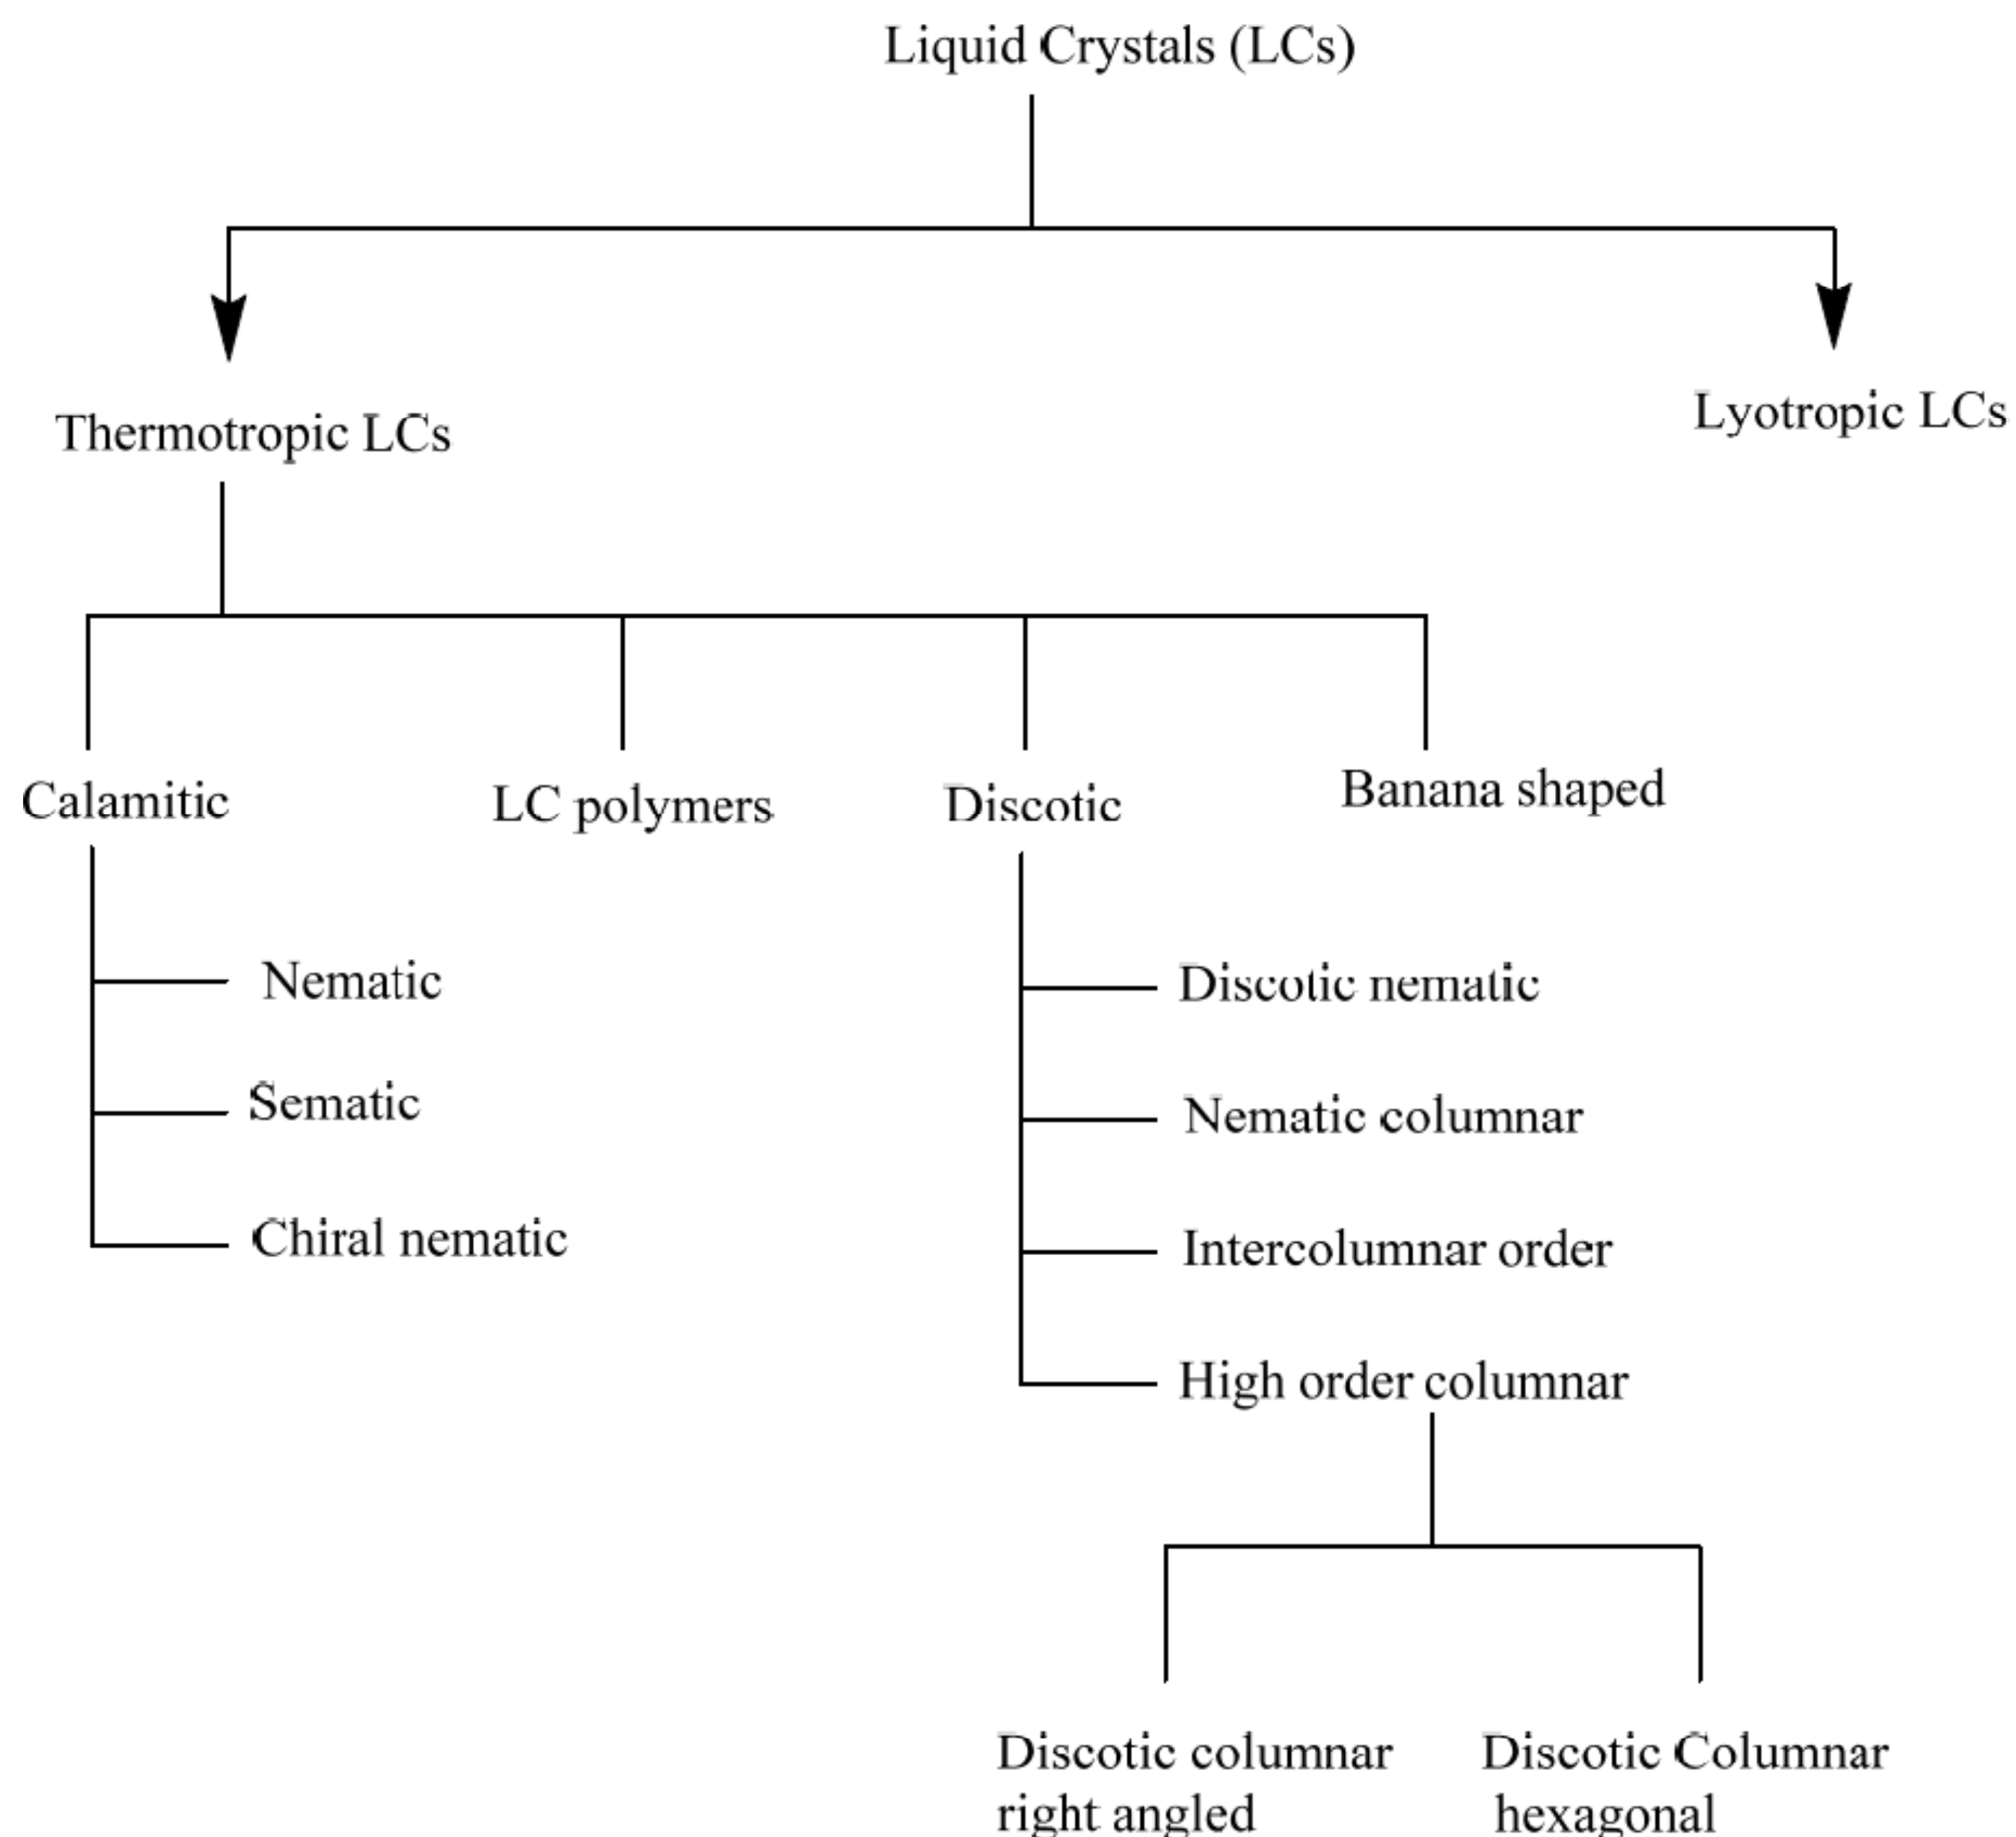 Liquid Crystals (LCs)
Thermotropic LCs
Lyotropic LCs
Calamitic
LC polymers
Discotic
Banana shaped
Nematic
Sematic
Chiral nematic
Discotic nematic
Nematic columnar
Intercolumnar order
High order columnar
Discotic columnar
right angled
Discotic Columnar
hexagonal